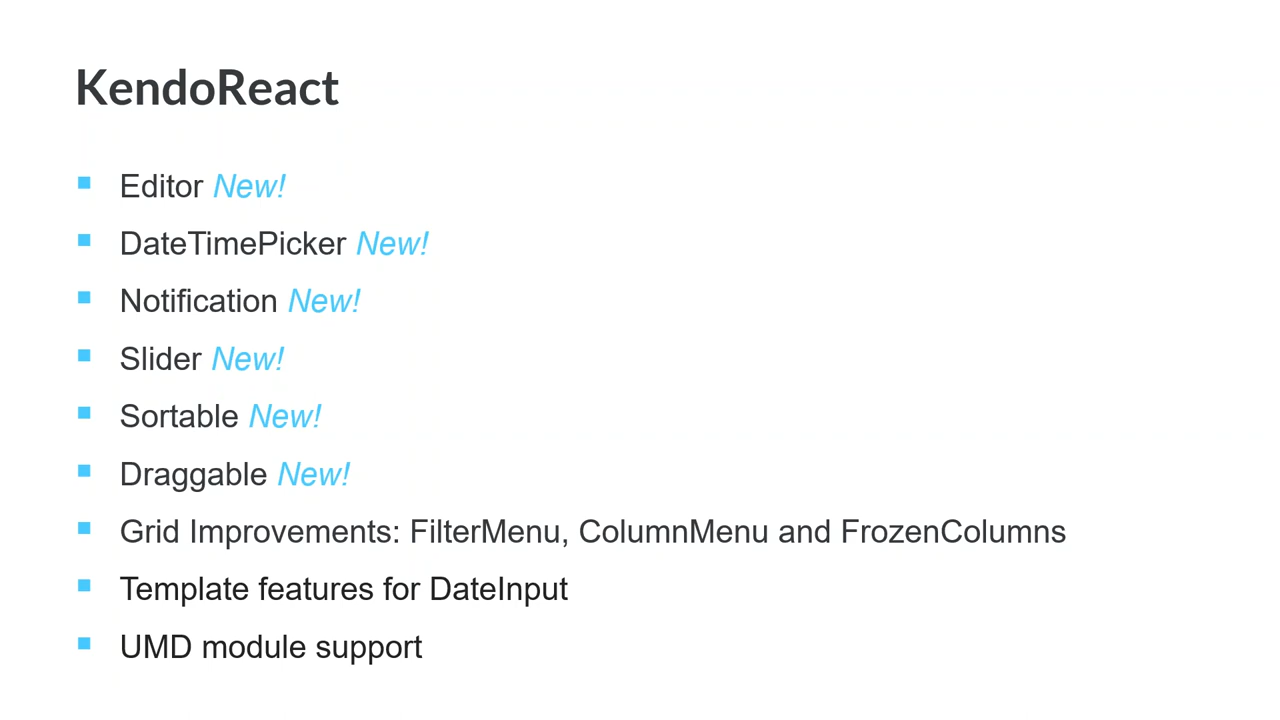 KendoReact
Editor New!
DateTimePicker New!
Notification New!
Slider New!
Sortable New!
Draggable New!
Grid Improvements: FilterMenu, ColumnMenu and FrozenColumns
Template features for DateInput
UMD module support